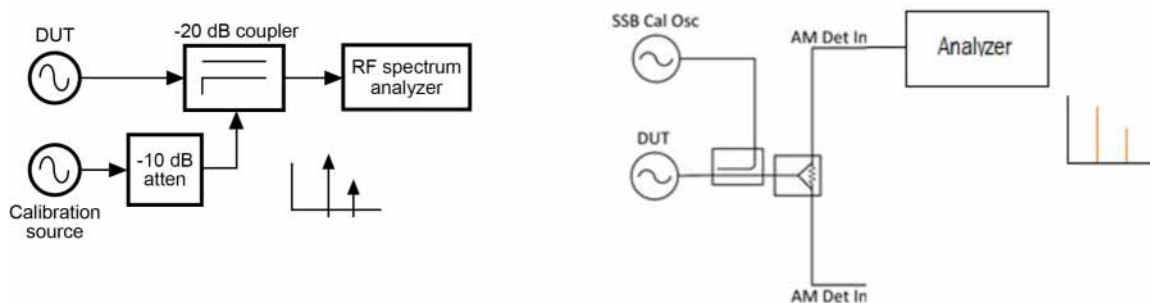 DUT
-20 dB coupler
RF spectrum
analyzer
-10 dB
atten
Calibration
source
SSB Cal Osc
AM Det In
Analyzer
DUT
AM Det In